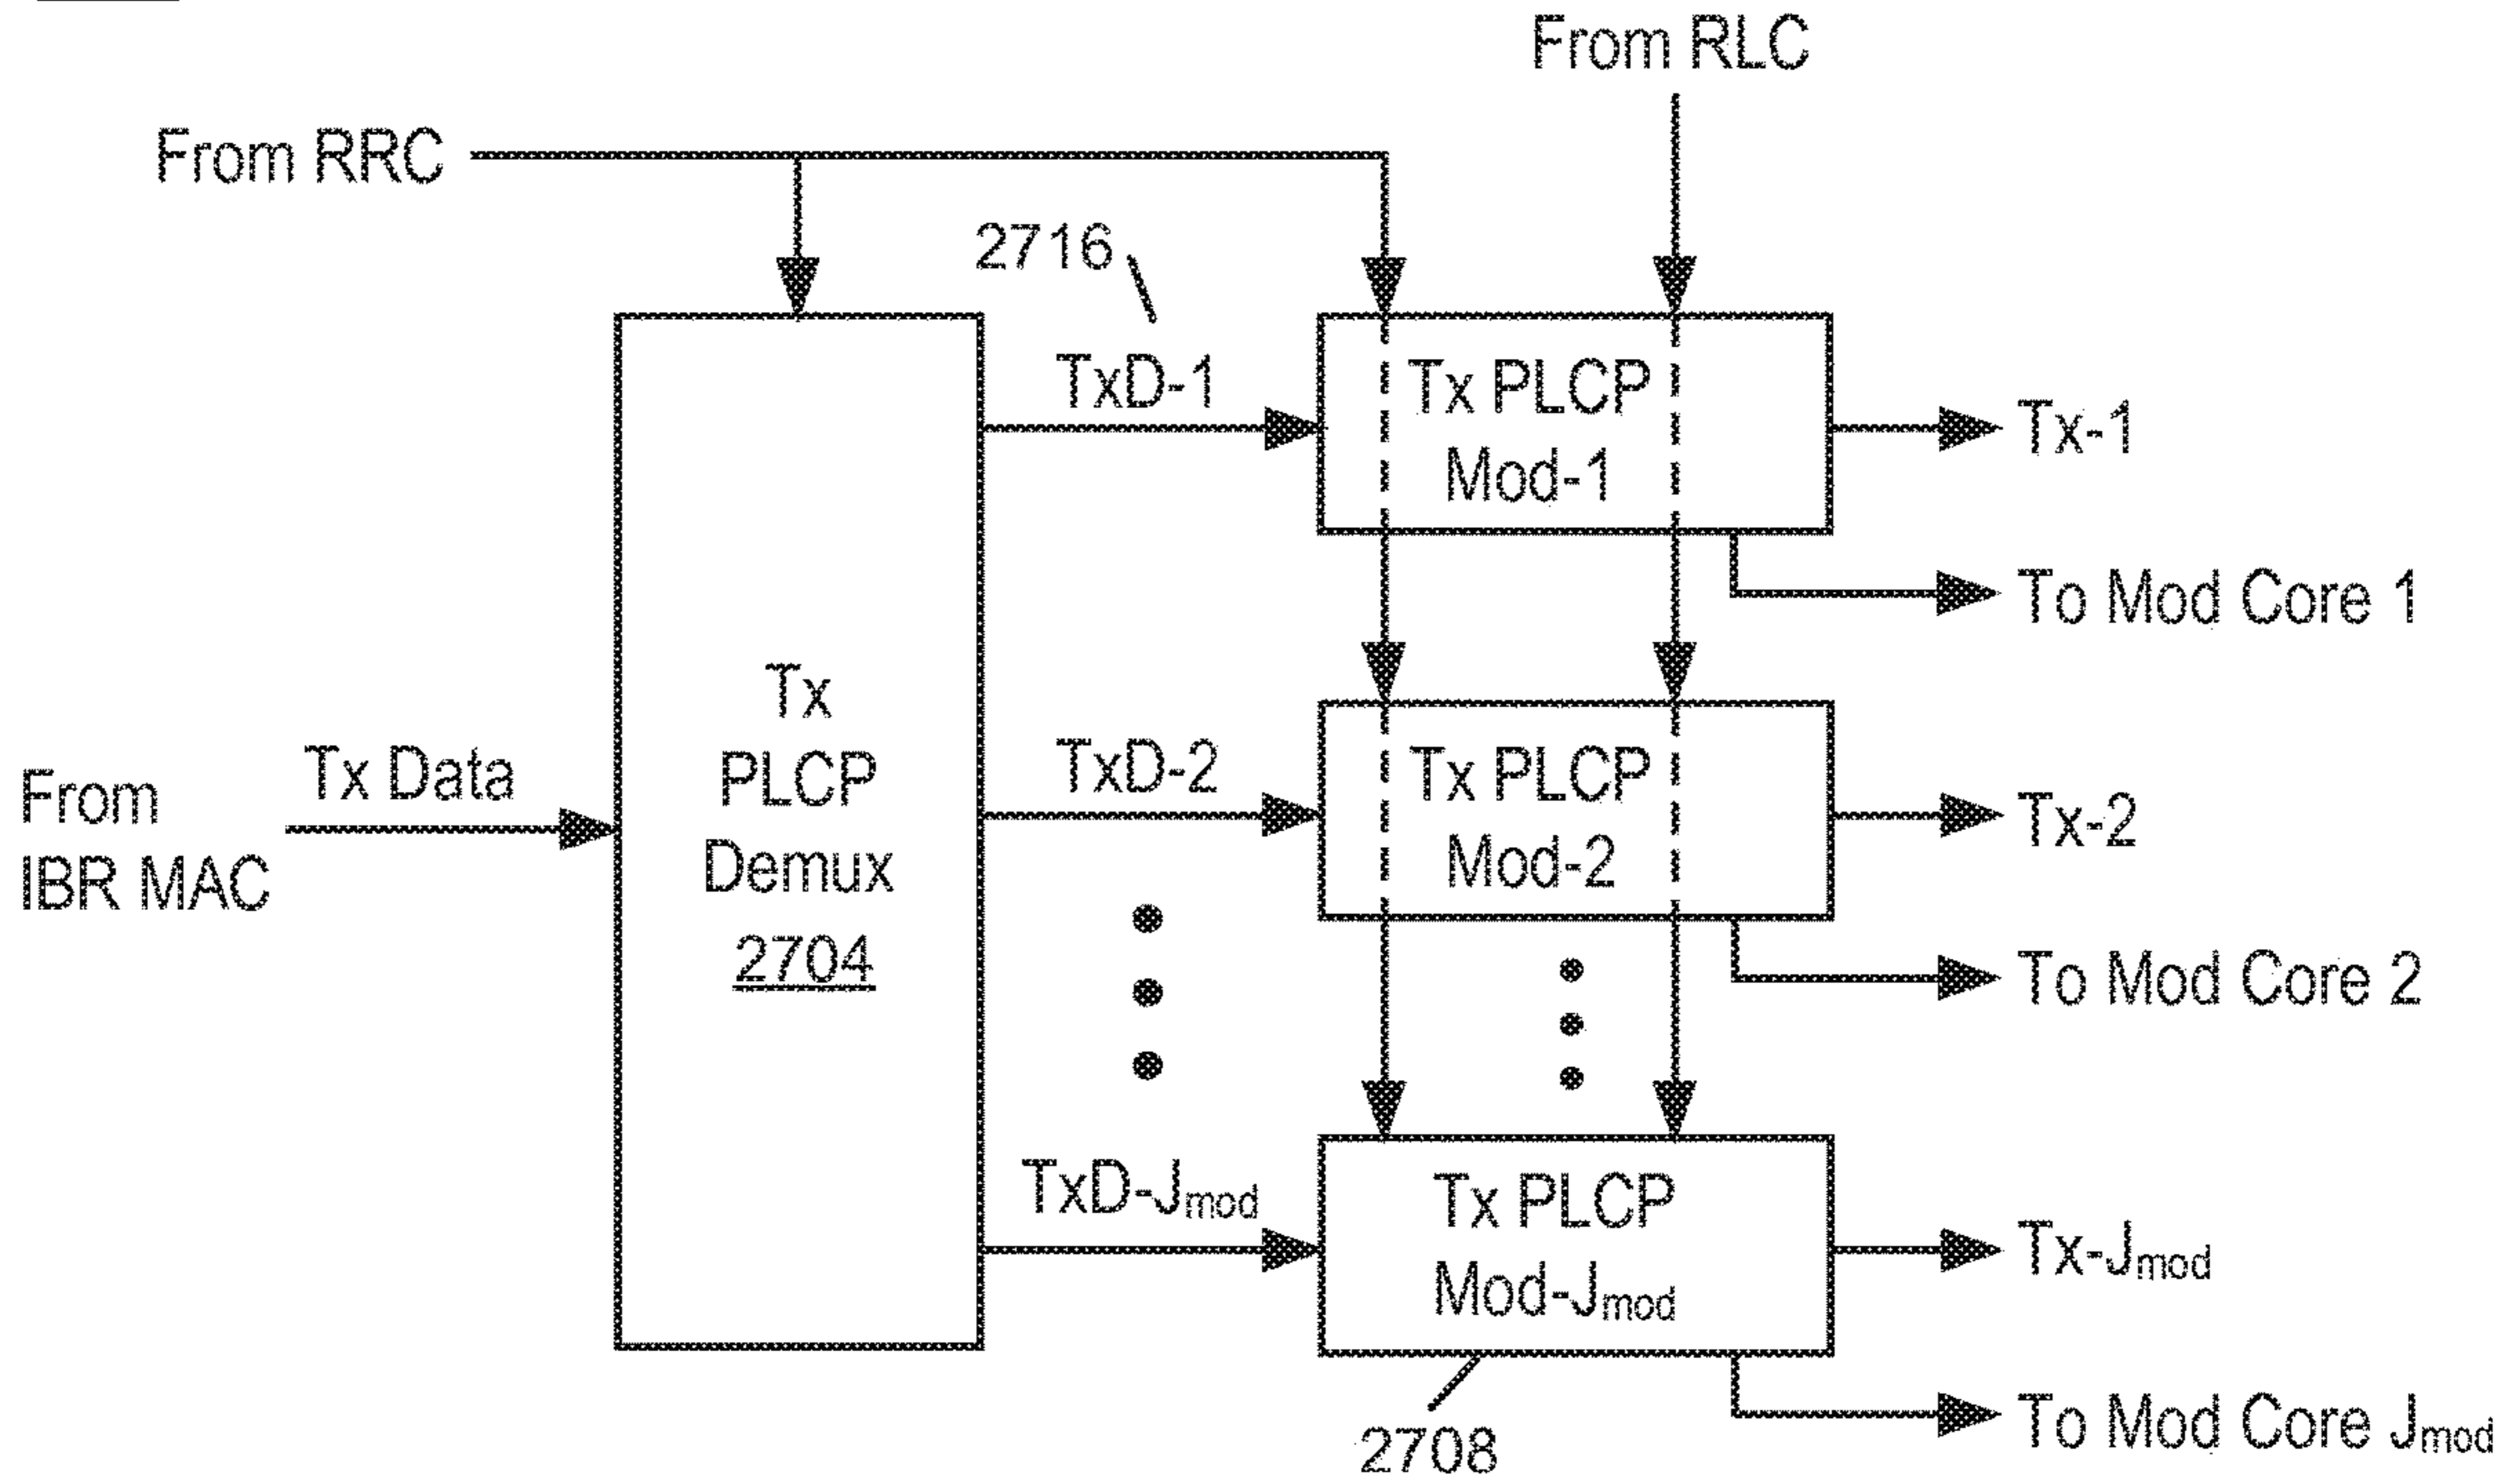 From RLC
From RRC
2716
TxD-1
Tx PLCP
Mod-1
Tx-1
To Mod Core 1
From
IBR MAC
Tx Data
Tx
PLCP
Demux
2704
TxD-2
Tx PLCP
Mod-2
Tx-2
To Mod Core 2
TxD-Jmod
Tx PLCP
Mod-Jmod
Tx-Jmod
To Mod Core Jmod
2708